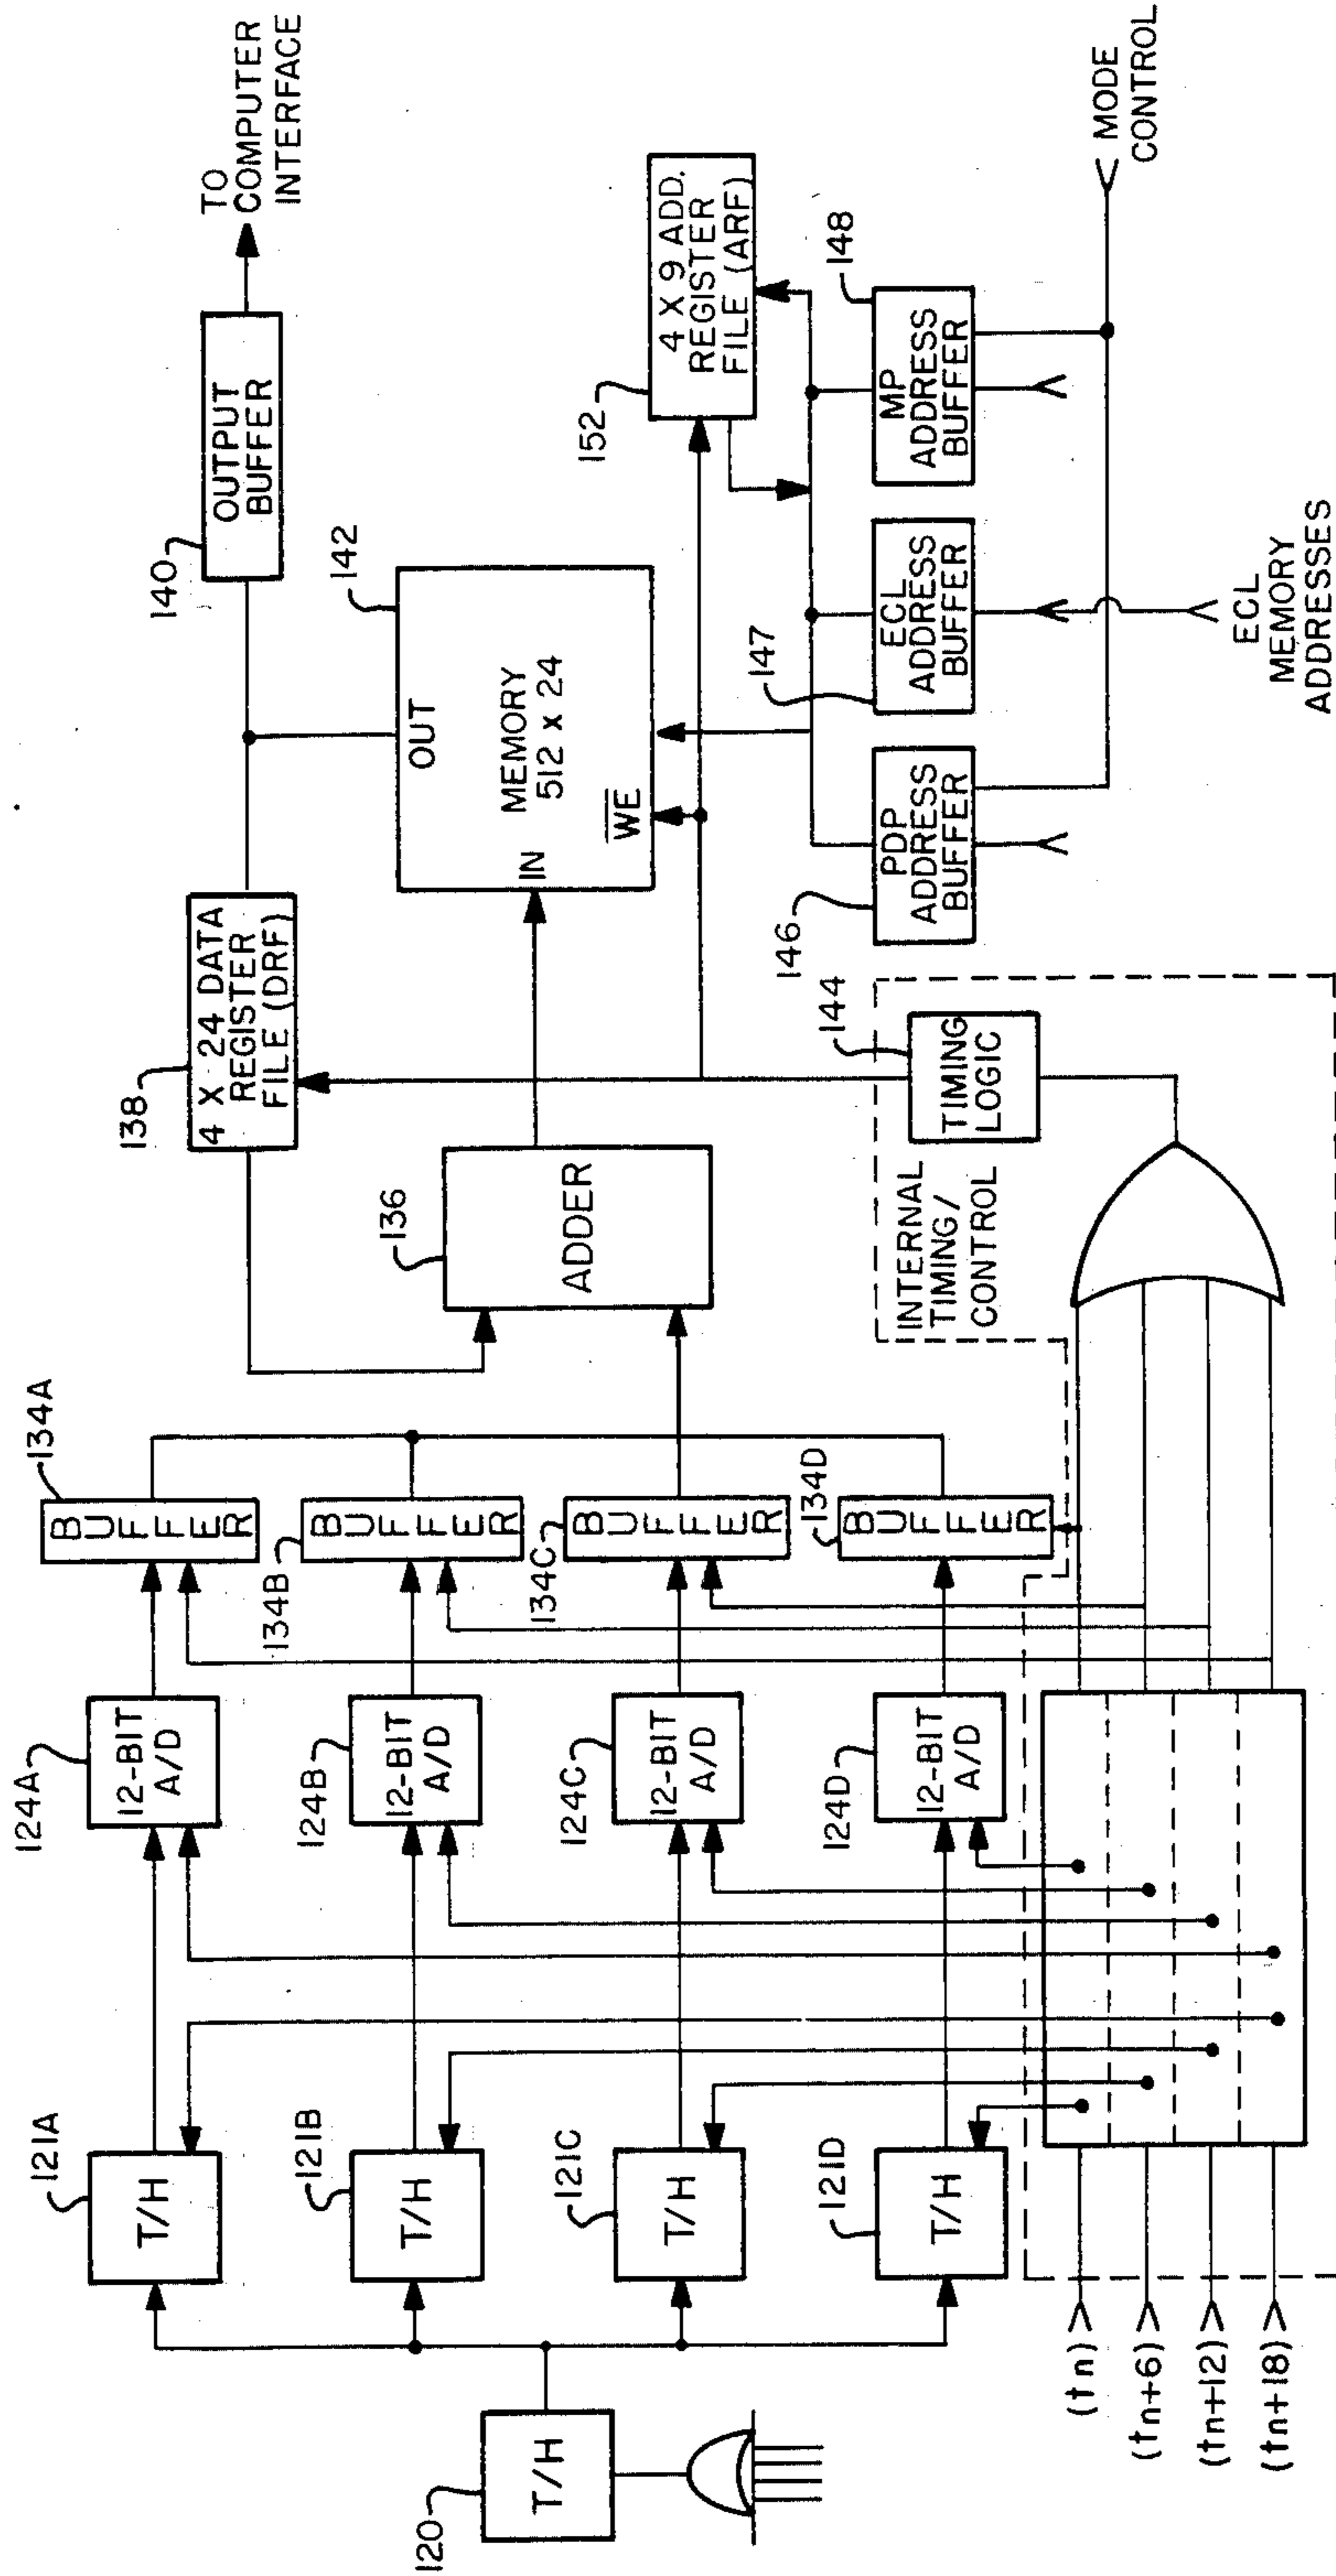 120
T/H
121A
T/H
121B
T/H
121C
T/H
121D
T/H
(tn)
(tn+6)
(tn+12)
(tn+18)
124A
12-BIT
A/D
124B
12-BIT
A/D
124C
12-BIT
A/D
124D
12-BIT
A/D
134A
BUFFER
134B
BUFFER
134C
BUFFER
134D
BUFFER
136
ADDER
INTERNAL
TIMING/
CONTROL
144
TIMING
LOGIC
138
4 X 24 DATA
REGISTER
FILE (DRF)
142
OUT
IN
MEMORY
512 x 24
WE
140
OUTPUT
BUFFER
TO
COMPUTER
INTERFACE
152
4 X 9 ADD.
REGISTER
FILE (ARF)
146
PDP
ADDRESS
BUFFER
147
ECL
ADDRESS
BUFFER
148
MP
ADDRESS
BUFFFER
ECL
MEMORY
ADDRESSES
MODE
CONTROL